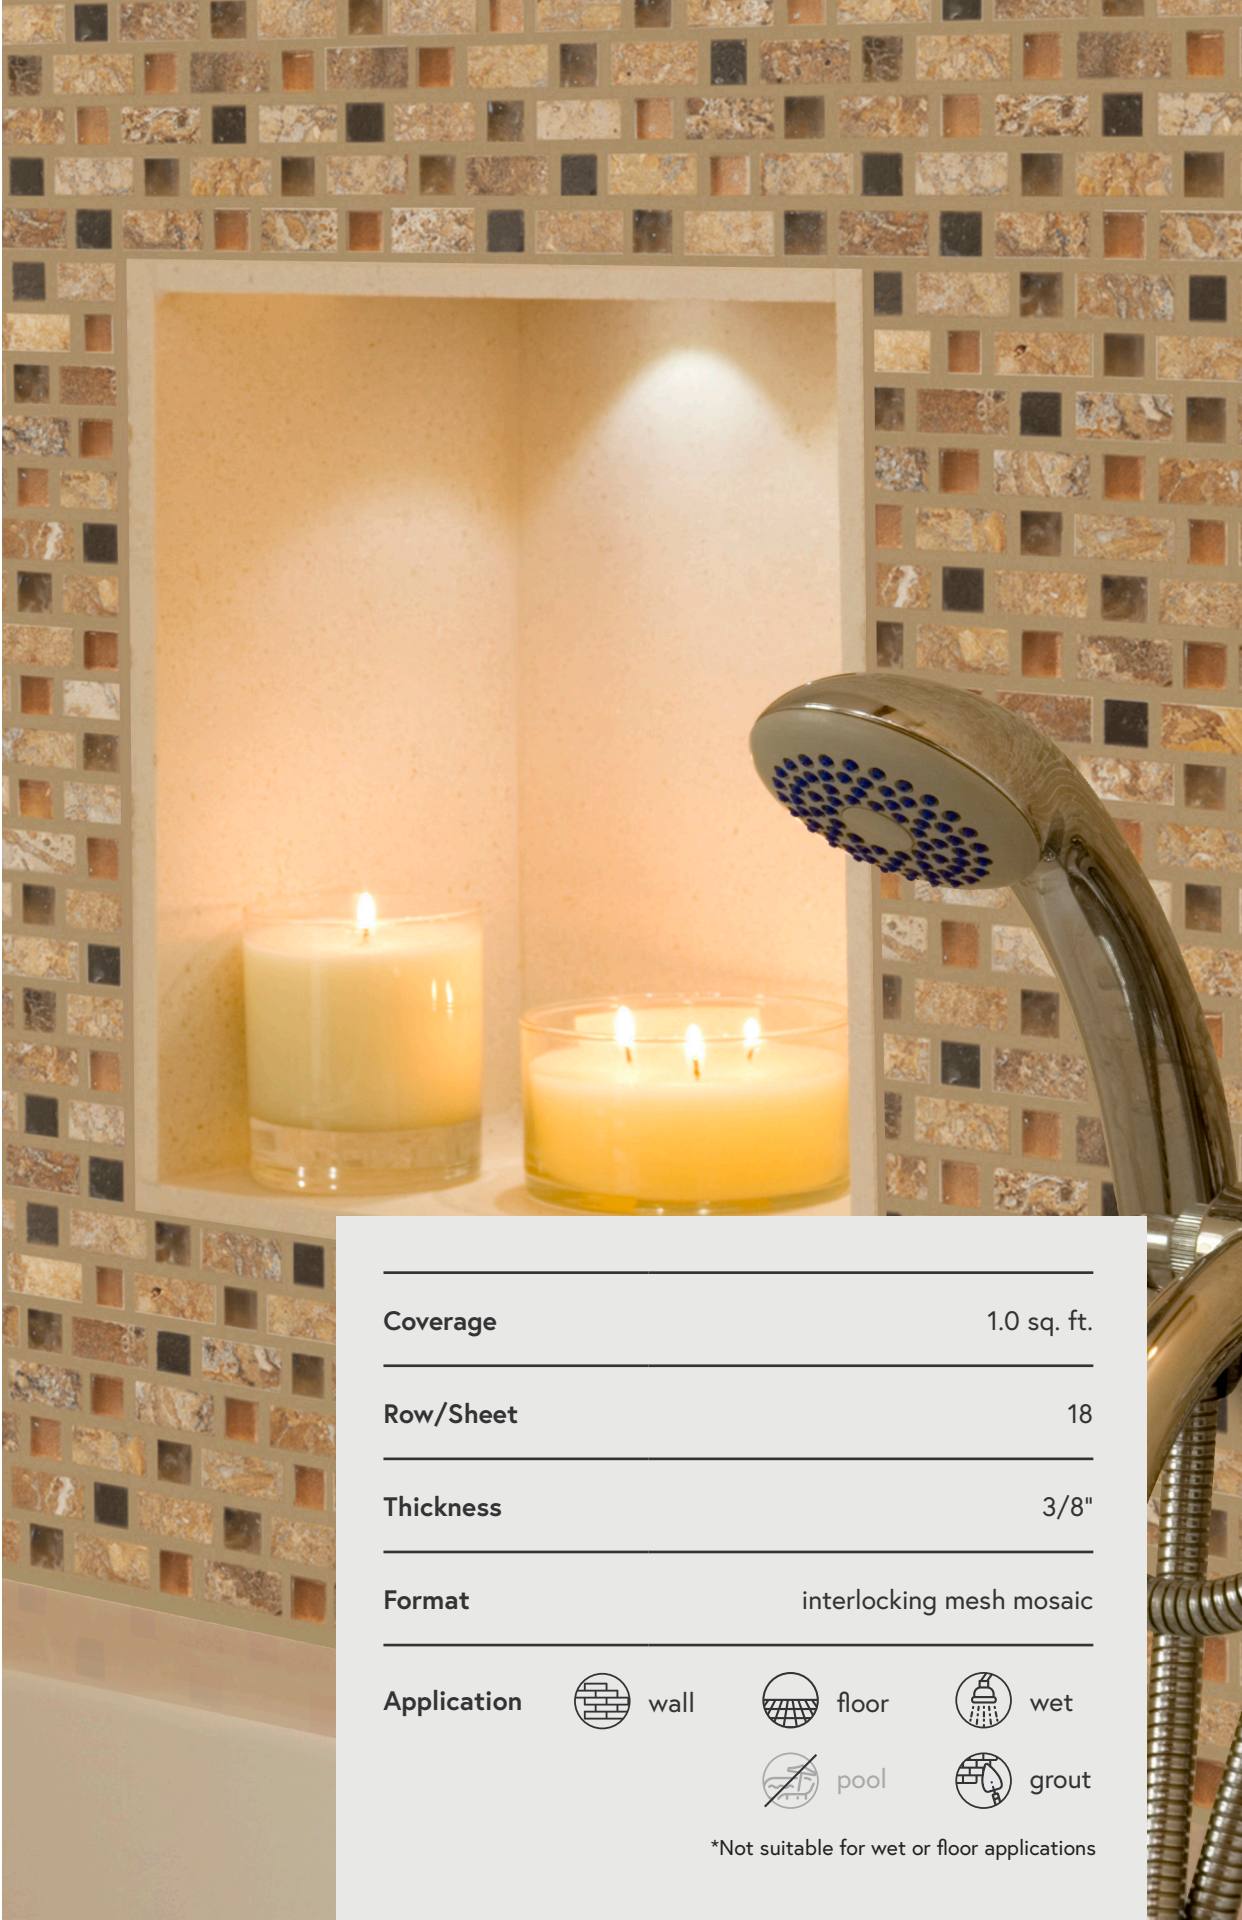 Coverage 1.0 sq. ft.
Row/Sheet 18
Thickness 3/8"
Format interlocking mesh mosaic
Application wall floor wet
pool grout
*Not suitable for wet or floor applications